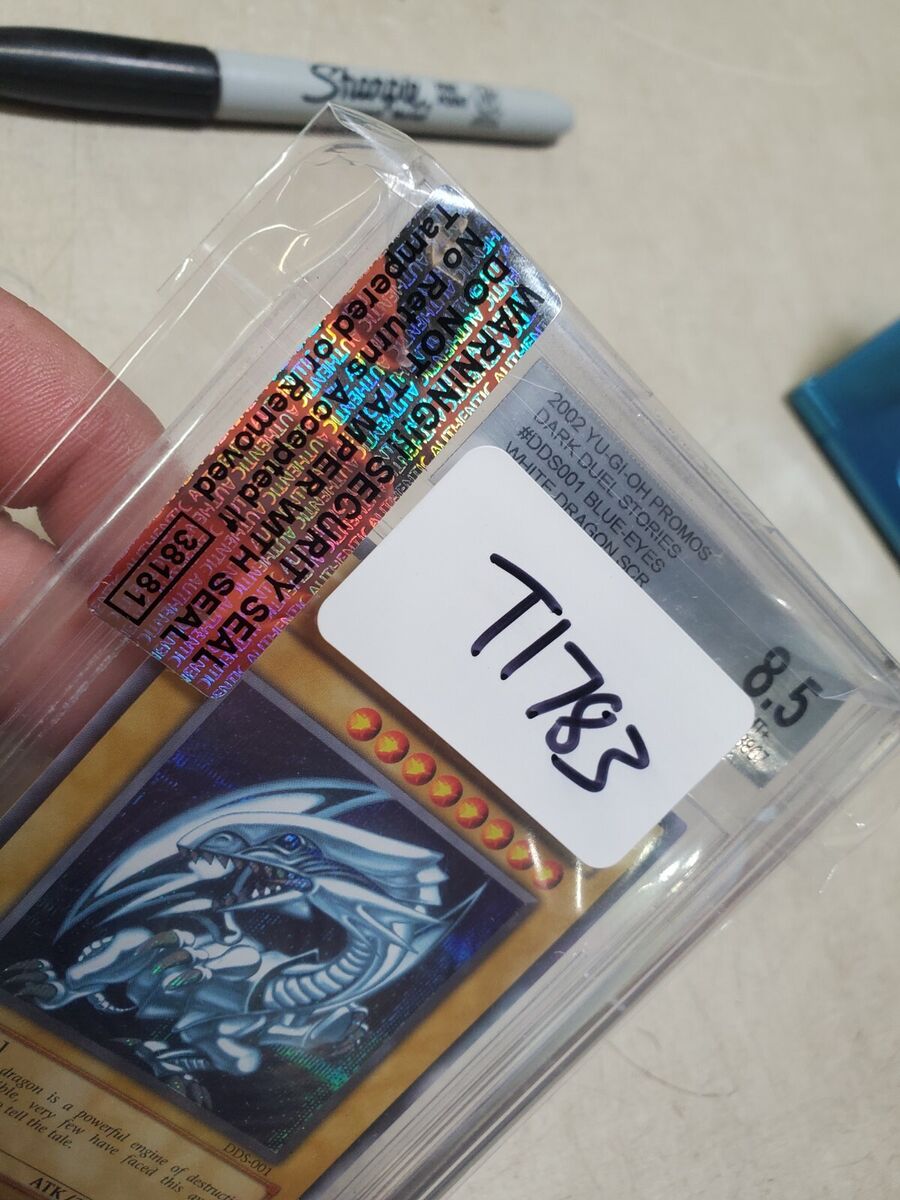 Sharpie
WARNING! SECURITY SEAL
DO NOT TAMPER WITH SEAL
No Returns Accepted if
Tampered or Removed
38181
AUTHENTIC
2002 YU-GI-OH PROMOS
DARK DUEL STORIES
#DDS001 BLUE-EYES
WHITE DRAGON SCR
8.5
T1783
DDS-001
dragon is a powerful engine of
very few have faced this
tell the tale.
ATK/